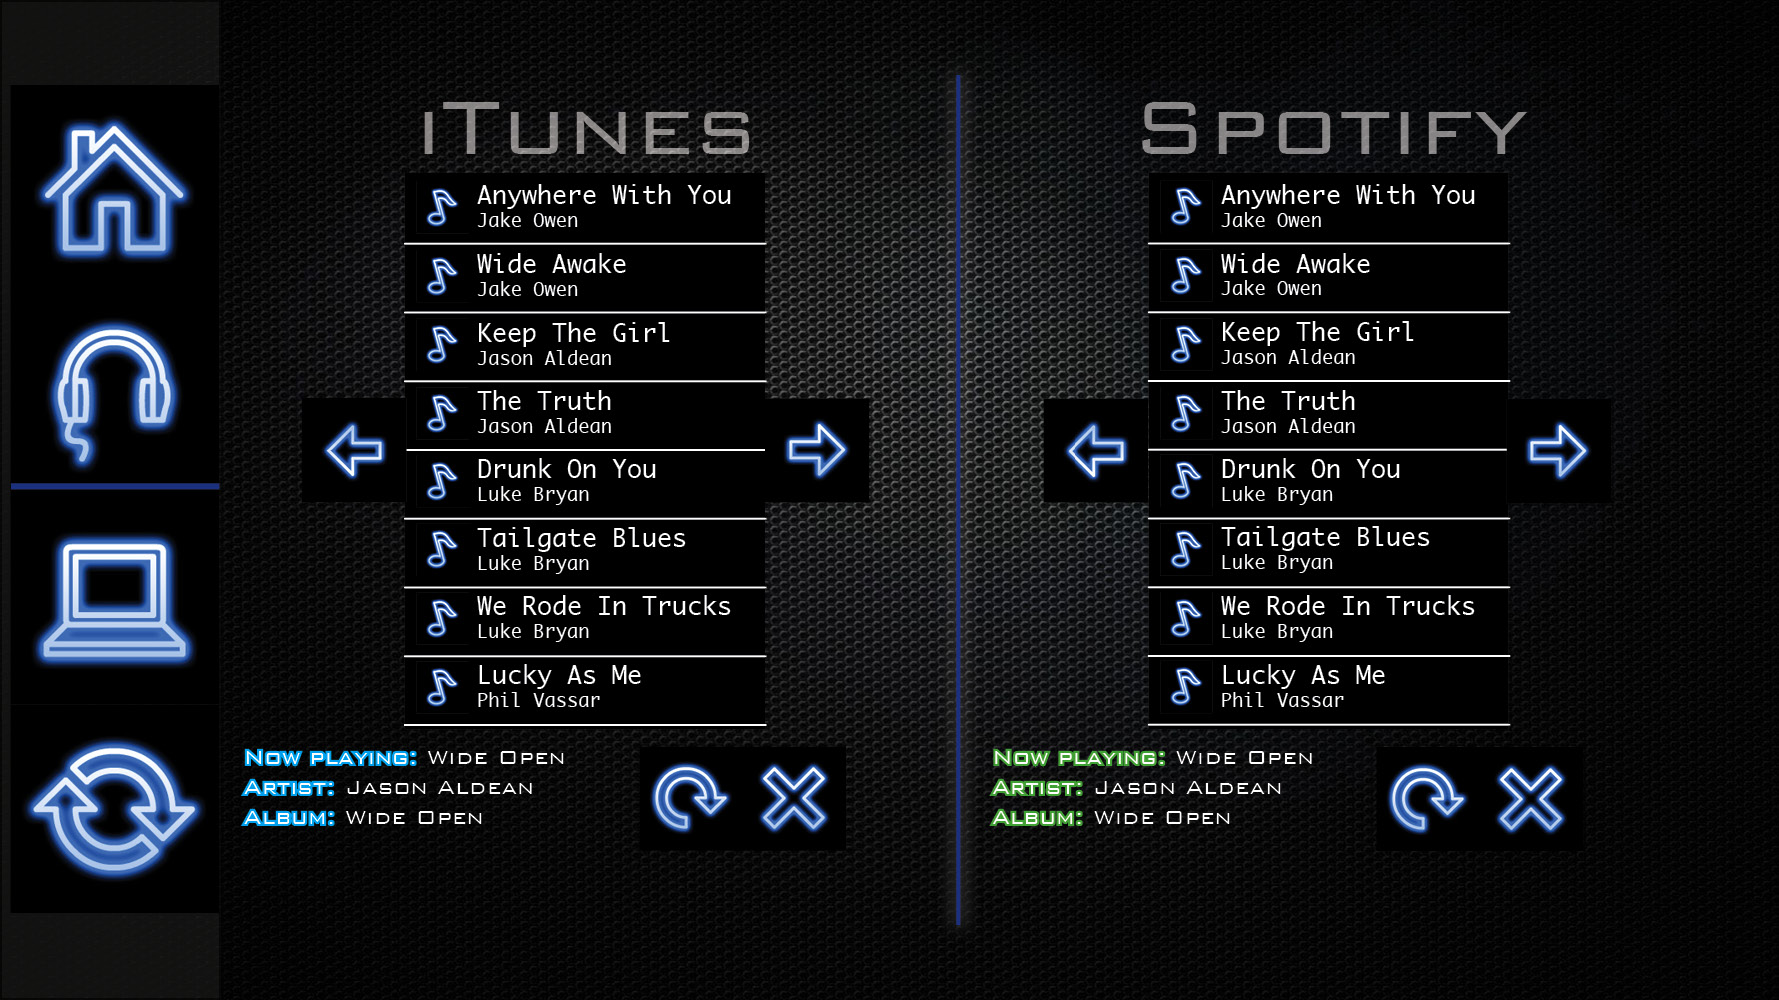 iTunes
Anywhere With You
Jake Owen
Wide Awake
Jake Owen
Keep The Girl
Jason Aldean
The Truth
Jason Aldean
Drunk On You
Luke Bryan
Tailgate Blues
Luke Bryan
We Rode In Trucks
Luke Bryan
Lucky As Me
Phil Vassar
Now playing: Wide Open
Artist: Jason Aldean
Album: Wide Open
Spotify
Anywhere With You
Jake Owen
Wide Awake
Jake Owen
Keep The Girl
Jason Aldean
The Truth
Jason Aldean
Drunk On You
Luke Bryan
Tailgate Blues
Luke Bryan
We Rode In Trucks
Luke Bryan
Lucky As Me
Phil Vassar
Now playing: Wide Open
Artist: Jason Aldean
Album: Wide Open